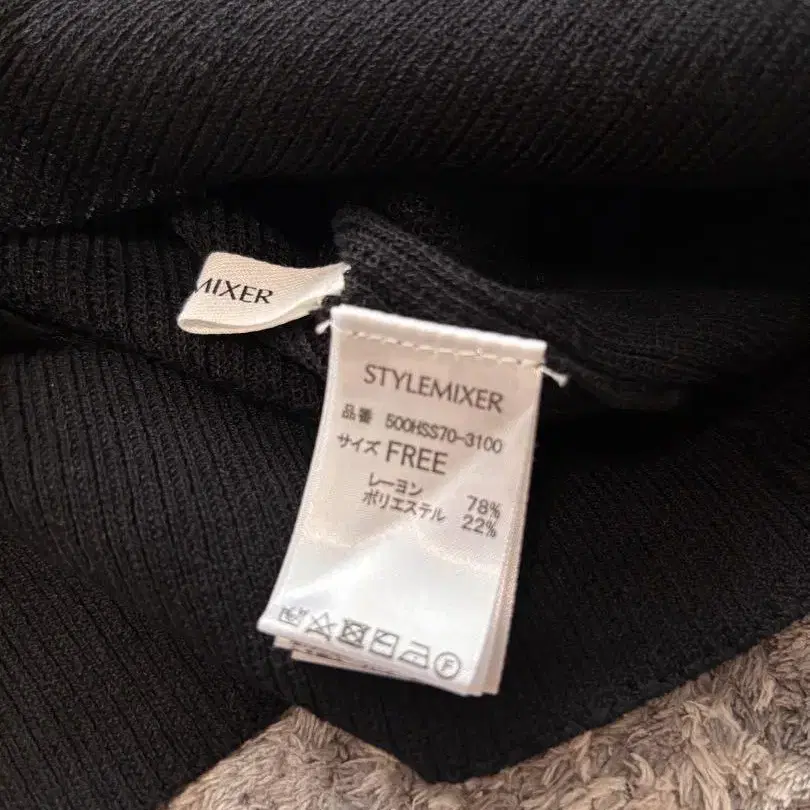 MIXER
STYLEMIXER
品番 500HSS70-3100
サイズ FREE
レーヨン 78%
ポリエステル 22%
F